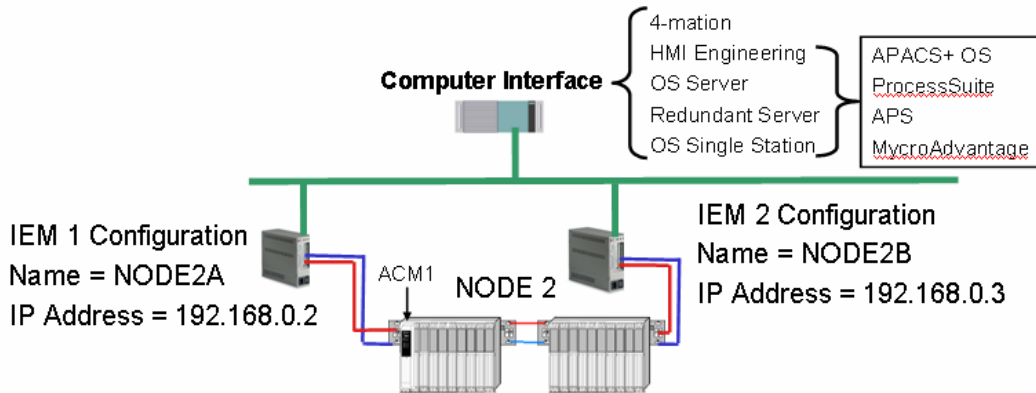 4-mation
HMI Engineering
OS Server
Redundant Server
OS Single Station
Computer Interface
APACS+ OS
ProcessSuite
APS
MycroAdvantage
IEM 1 Configuration
Name = NODE2A
IP Address = 192.168.0.2
ACM1
NODE 2
IEM 2 Configuration
Name = NODE2B
IP Address = 192.168.0.3